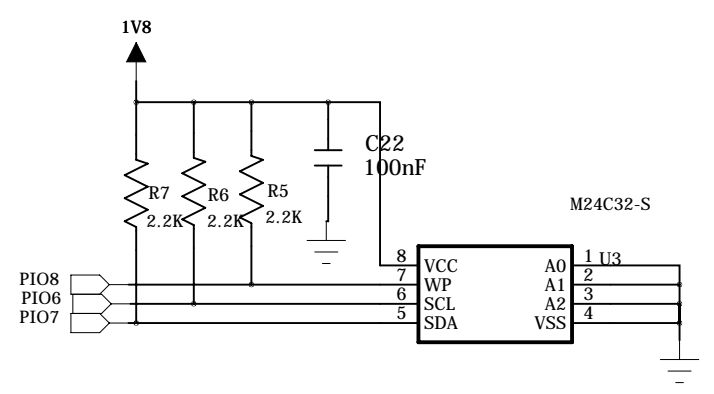 1V8
C22
100nF
R7
R6
R5
2.2K
2.2K
2.2K
M24C32-S
PIO8
PIO6
PIO7
8
7
6
5
VCC
WP
SCL
SDA
A0
A1
A2
VSS
1
2
3
4
U3